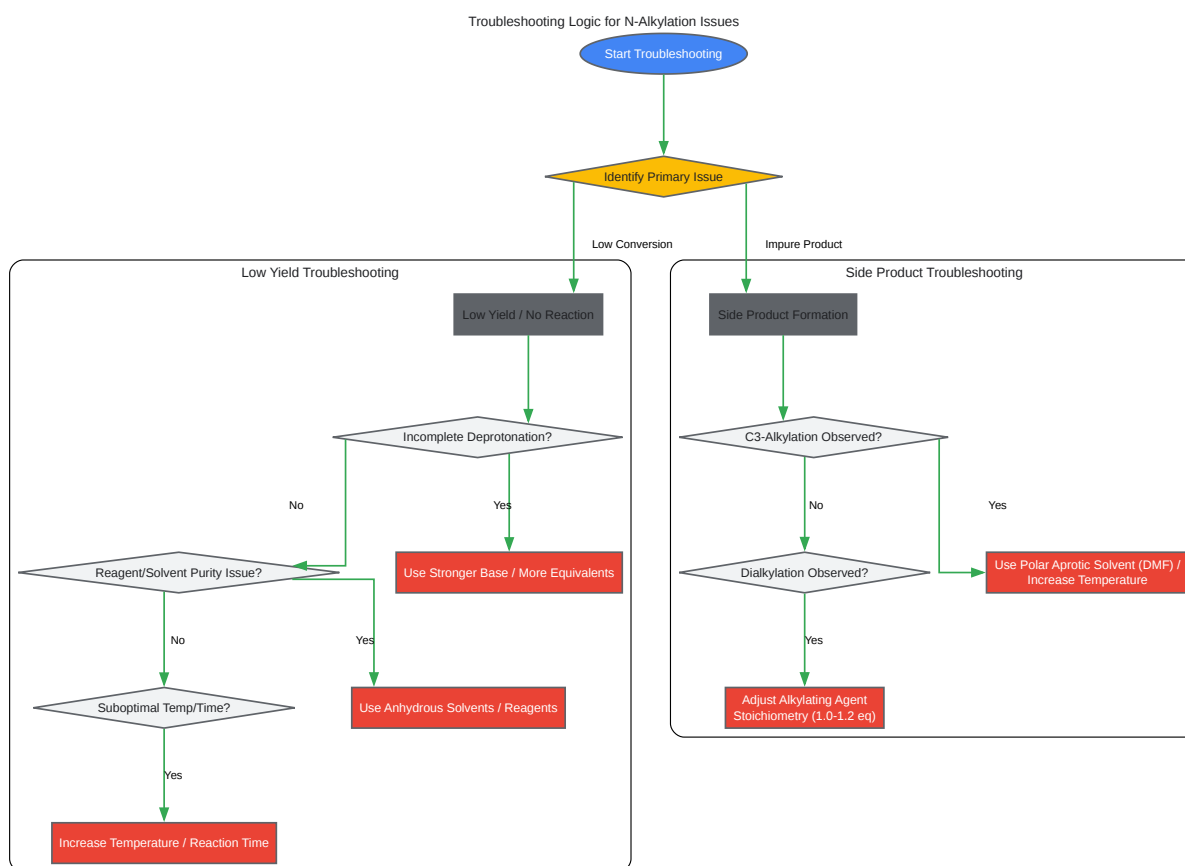 Troubleshooting Logic for N-Alkylation Issues
Start Troubleshooting
Identify Primary Issue
Low Conversion
Impure Product
Low Yield Troubleshooting
Side Product Troubleshooting
Low Yield / No Reaction
Side Product Formation
Incomplete Deprotonation?
C3-Alkylation Observed?
No
Yes
No
Yes
Reagent/Solvent Purity Issue?
Use Stronger Base / More Equivalents
Dialkylation Observed?
Use Polar Aprotic Solvent (DMF) /
Increase Temperature
No
Yes
Yes
Suboptimal Temp/Time?
Use Anhydrous Solvents / Reagents
Adjust Alkylating Agent
Stoichiometry (1.0-1.2 eq)
Yes
Increase Temperature / Reaction Time